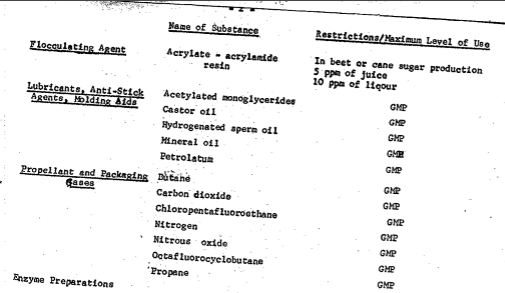 - 2 -
Name of Substance Restrictions/Maximum Level of Use
Flocculating Agent Acrylate - acrylamide In beet or cane sugar production
resin 5 ppm of juice
10 ppm of liqour
Lubricants, Anti-Stick Acetylated monoglycerides GMP
Agents, Molding Aids Castor oil GMP
Hydrogenated sperm oil GMP
Mineral oil GMP
Petrolatum GMP
Propellant and Packaging Butane GMP
Gases Carbon dioxide GMP
Chloropentafluoroethane GMP
Nitrogen GMP
Nitrous oxide GMP
Octafluorocyclobutane GMP
Propane GMP
Enzyme Preparations